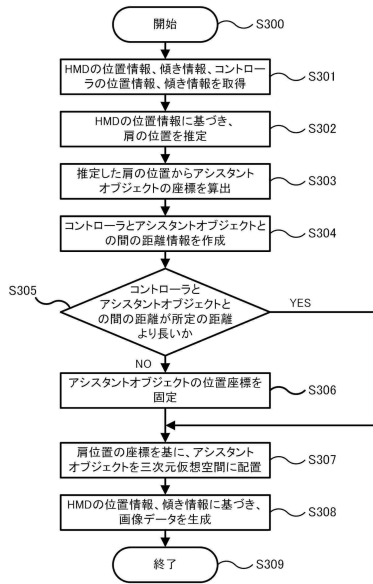 開始
S300
HMDの位置情報、傾き情報、コントロー
ラの位置情報、傾き情報を取得
S301
HMDの位置情報に基づき、
肩の位置を推定
S302
推定した肩の位置からアシスタント
オブジェクトの座標を算出
S303
コントローラとアシスタントオブジェクトと
の間の距離情報を作成
S304
S305
コントローラと
アシスタントオブジェクトと
の間の距離が所定の距離
より長いか
YES
NO
アシスタントオブジェクトの位置座標を
固定
S306
肩位置の座標を基に、アシスタント
オブジェクトを三次元仮想空間に配置
S307
HMDの位置情報、傾き情報に基づき、
画像データを生成
S308
終了
S309